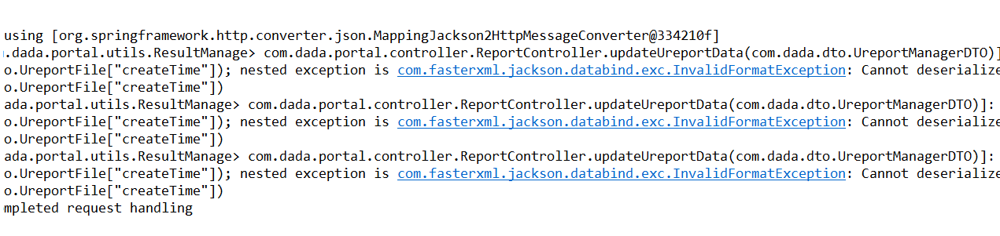 using [org.springframework.http.converter.json.MappingJackson2HttpMessageConverter@334210f]
.dada.portal.utils.ResultManage> com.dada.portal.controller.ReportController.updateUreportData(com.dada.dto.UreportManagerDTO)]
o.UreportFile["createTime"]); nested exception is com.fasterxml.jackson.databind.exc.InvalidFormatException: Cannot deserialize
o.UreportFile["createTime"])
ada.portal.utils.ResultManage> com.dada.portal.controller.ReportController.updateUreportData(com.dada.dto.UreportManagerDTO)]:
o.UreportFile["createTime"]); nested exception is com.fasterxml.jackson.databind.exc.InvalidFormatException: Cannot deserialize
o.UreportFile["createTime"])
ada.portal.utils.ResultManage> com.dada.portal.controller.ReportController.updateUreportData(com.dada.dto.UreportManagerDTO)]:
o.UreportFile["createTime"]); nested exception is com.fasterxml.jackson.databind.exc.InvalidFormatException: Cannot deserialize
o.UreportFile["createTime"])
mpleted request handling